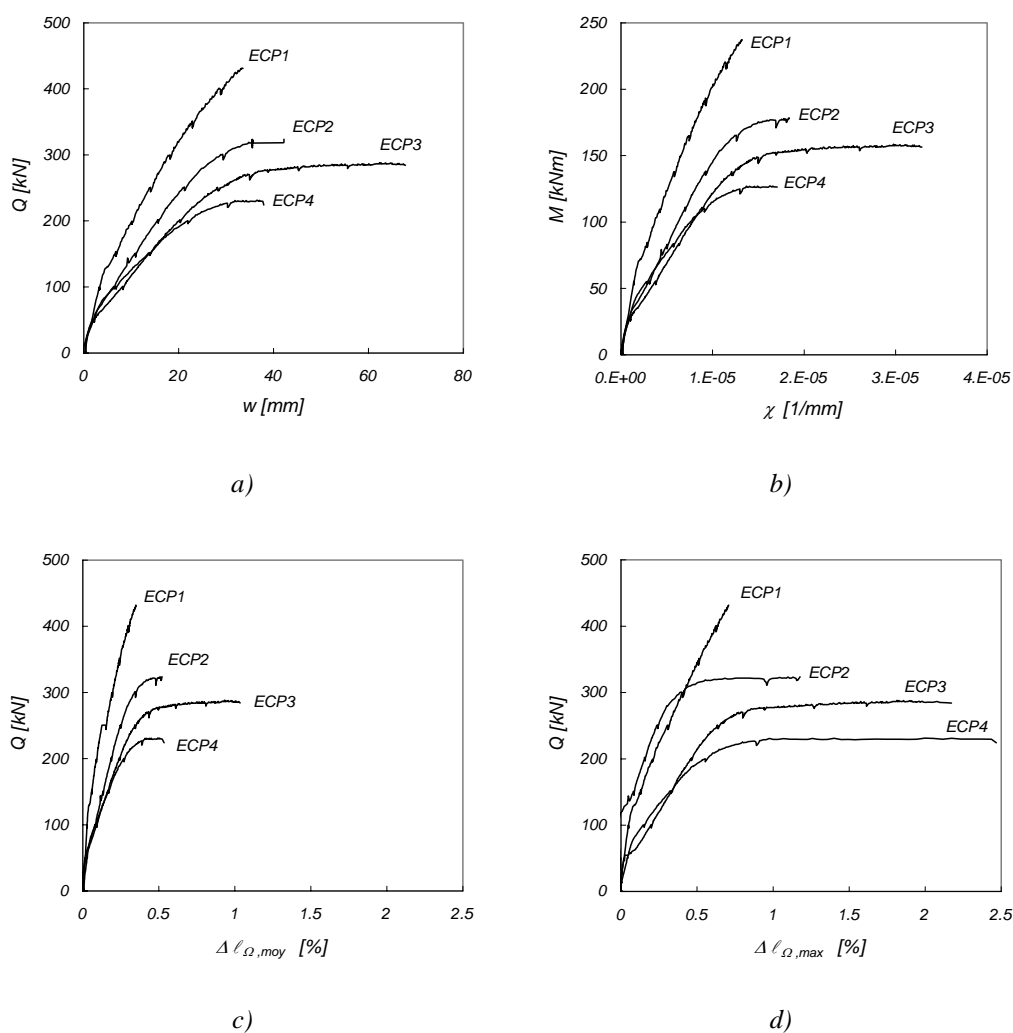 500
400
300
200
100
0
Q [kN]
ECP1
ECP2
ECP3
ECP4
0
20
40
60
80
w [mm]
a)
250
200
150
100
50
0
M [kNm]
ECP1
ECP2
ECP3
ECP4
0.E+00
1.E-05
2.E-05
3.E-05
4.E-05
χ [1/mm]
b)
500
400
300
200
100
0
Q [kN]
ECP1
ECP2
ECP3
ECP4
0
0.5
1
1.5
2
2.5
Δ ℓ Ω ,moy [%]
c)
500
400
300
200
100
0
Q [kN]
ECP1
ECP2
ECP3
ECP4
0
0.5
1
1.5
2
2.5
Δ ℓ Ω ,max [%]
d)